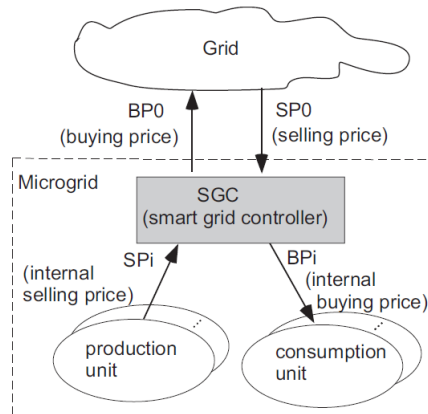 Grid
BP0
(buying price)
SP0
(selling price)
Microgrid
SGC
(smart grid controller)
(internal
selling price)
SPi
BPi
(internal
buying price)
...
production
unit
...
consumption
unit